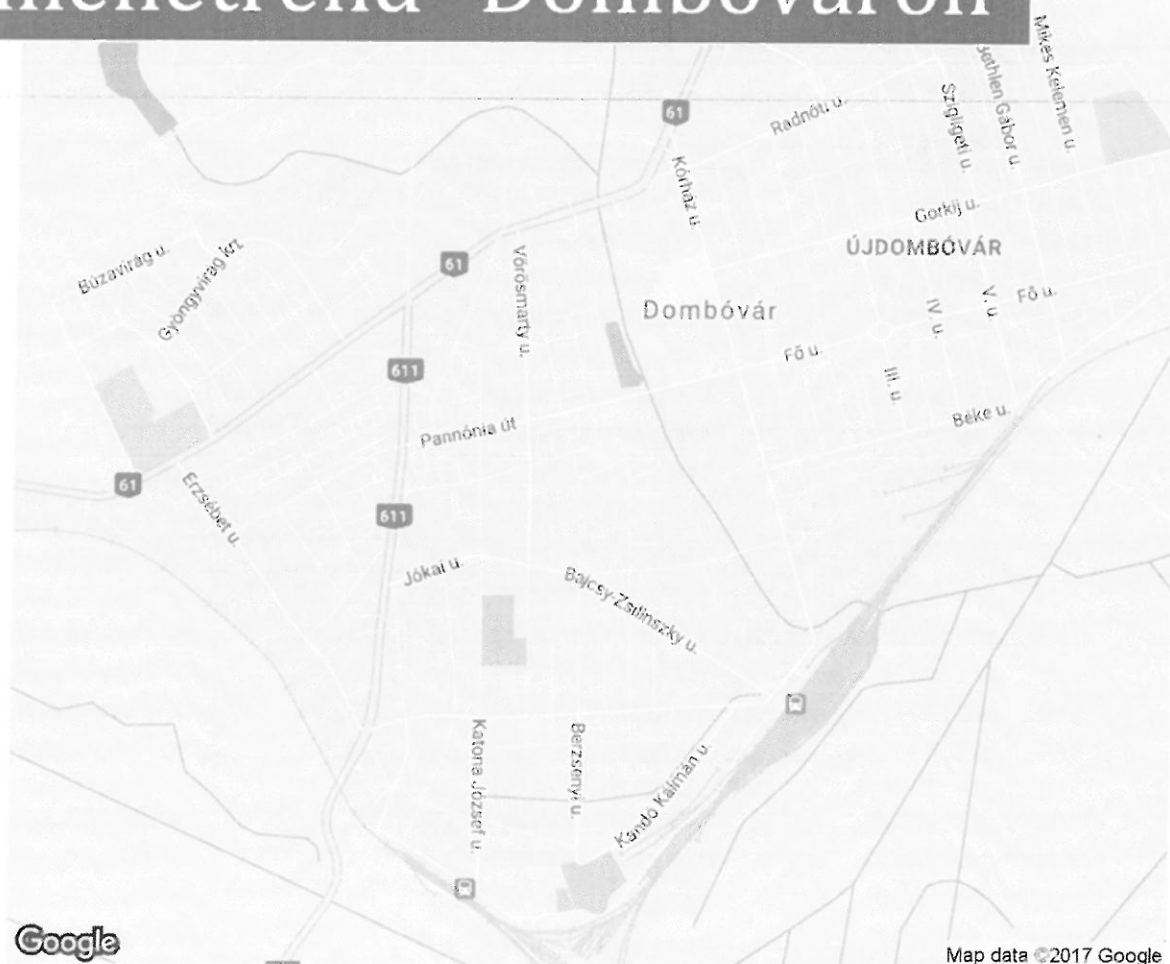 menetrend" Dombóváron
Mikes Kelemen u.
Bethlen Gábor u.
Szigligeti u.
61
Radnóti u.
Kórház u.
Gorkij u.
ÚJDOMBÓVÁR
Búzavirág u.
Gyöngyvirág krt.
61
Vörösmarty u.
Dombóvár
IV. u.
V. u.
Fő u.
Fő u.
611
III. u.
Béke u.
Pannónia út
61
Erzsébet u.
611
Jókai u.
Bajcsy-Zsilinszky u.
Katona József u.
Berzsenyi u.
Kandó Kálmán u.
Google
Map data ©2017 Google